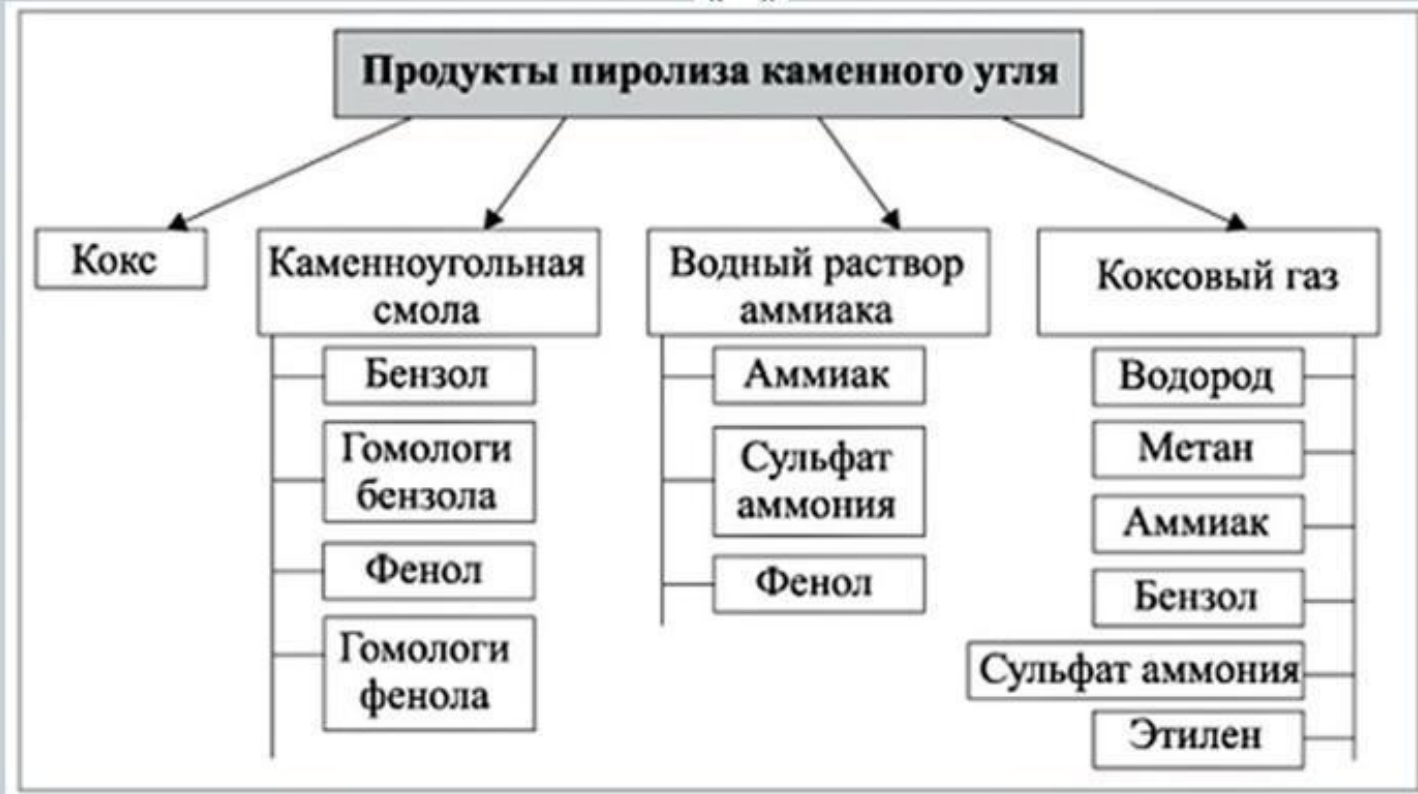 Продукты пиролиза каменного угля
Кокс
Каменноугольная
смола
Бензол
Гомологи
бензола
Фенол
Гомологи
фенола
Водный раствор
аммиака
Аммиак
Сульфат
аммония
Фенол
Коксовый газ
Водород
Метан
Аммиак
Бензол
Сульфат аммония
Этилен